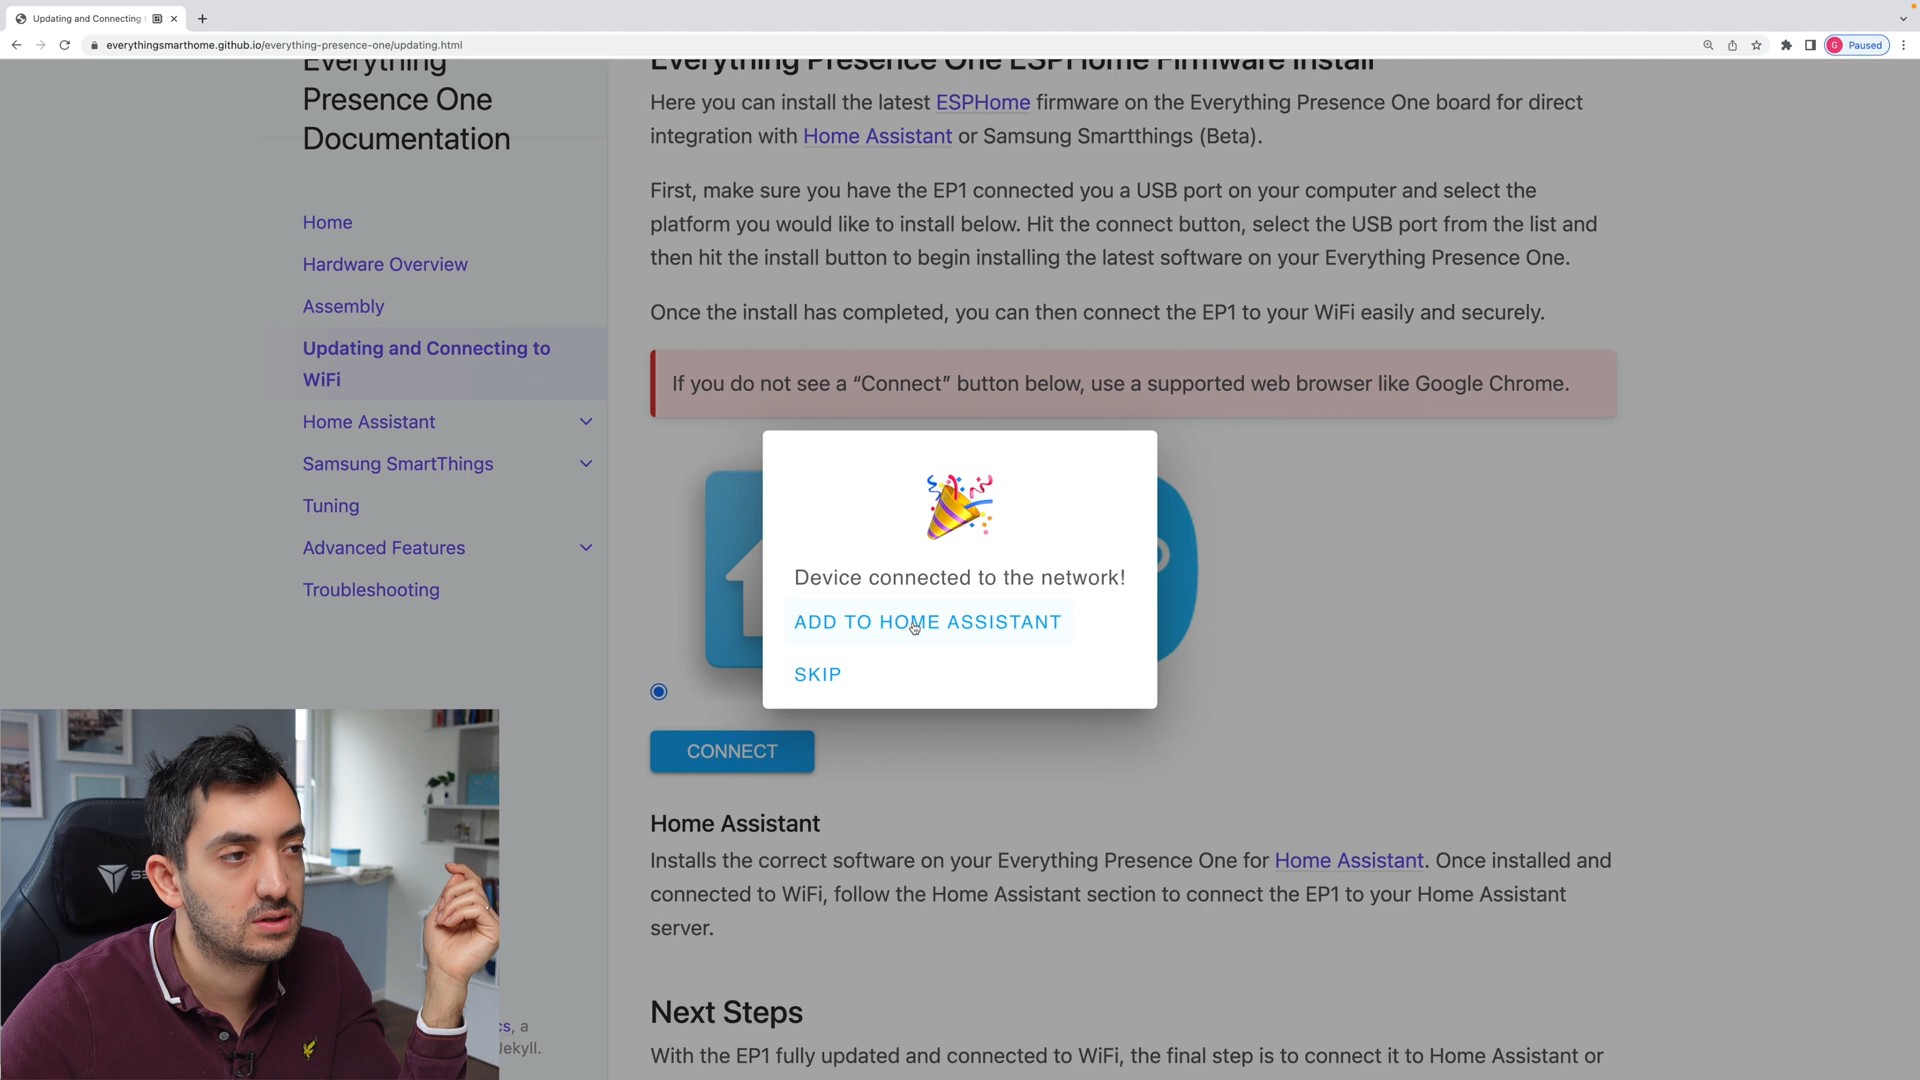 Updating and Connecting
everythingsmarthome.github.io/everything-presence-one/updating.html
G Paused
Everything
Presence One
Documentation
Home
Hardware Overview
Assembly
Updating and Connecting to
WiFi
Home Assistant
Samsung SmartThings
Tuning
Advanced Features
Troubleshooting
cs, a
Jekyll.
Everything Presence One ESPHome Firmware Install
Here you can install the latest ESPHome firmware on the Everything Presence One board for direct
integration with Home Assistant or Samsung Smartthings (Beta).
First, make sure you have the EP1 connected you a USB port on your computer and select the
platform you would like to install below. Hit the connect button, select the USB port from the list and
then hit the install button to begin installing the latest software on your Everything Presence One.
Once the install has completed, you can then connect the EP1 to your WiFi easily and securely.
If you do not see a “Connect” button below, use a supported web browser like Google Chrome.
Device connected to the network!
ADD TO HOME ASSISTANT
SKIP
CONNECT
Home Assistant
Installs the correct software on your Everything Presence One for Home Assistant. Once installed and
connected to WiFi, follow the Home Assistant section to connect the EP1 to your Home Assistant
server.
Next Steps
With the EP1 fully updated and connected to WiFi, the final step is to connect it to Home Assistant or